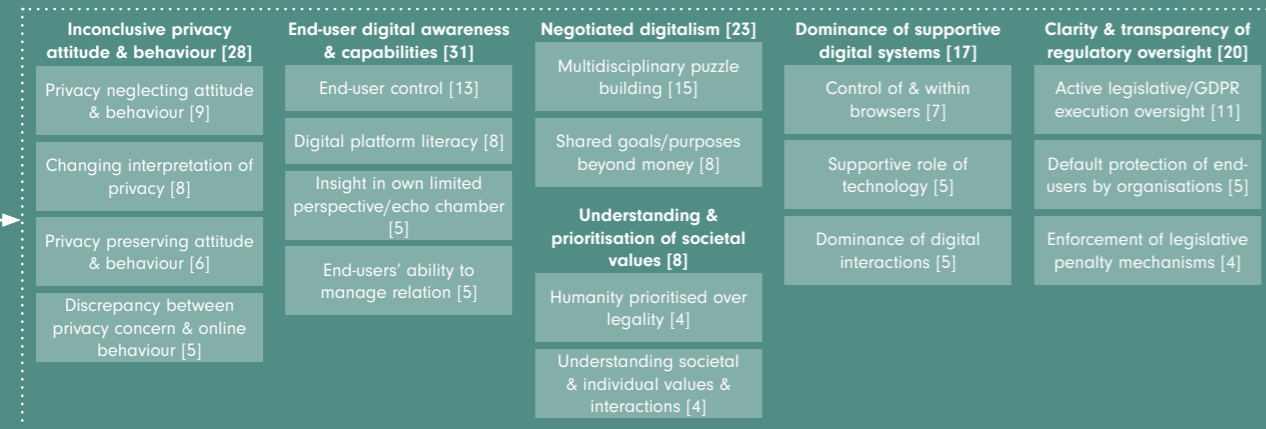 Inconclusive privacy
attitude & behaviour [28]
Privacy neglecting attitude
& behaviour [9]
Changing interpretation of
privacy [8]
Privacy preserving attitude
& behaviour [6]
Discrepancy between
privacy concern & online
behaviour [5]
End-user digital awareness
& capabilities [31]
End-user control [13]
Digital platform literacy [8]
Insight in own limited
perspective/echo chamber
[5]
End-users' ability to
manage relation [5]
Negotiated digitalism [23]
Multidisciplinary puzzle
building [15]
Shared goals/purposes
beyond money [8]
Understanding &
prioritisation of societal
values [8]
Humanity prioritised over
legality [4]
Understanding societal
& individual values &
interactions [4]
Dominance of supportive
digital systems [17]
Control of & within
browsers [7]
Supportive role of
technology [5]
Dominance of digital
interactions [5]
Clarity & transparency of
regulatory oversight [20]
Active legislative/GDPR
execution oversight [11]
Default protection of end-
users by organisations [5]
Enforcement of legislative
penalty mechanisms [4]